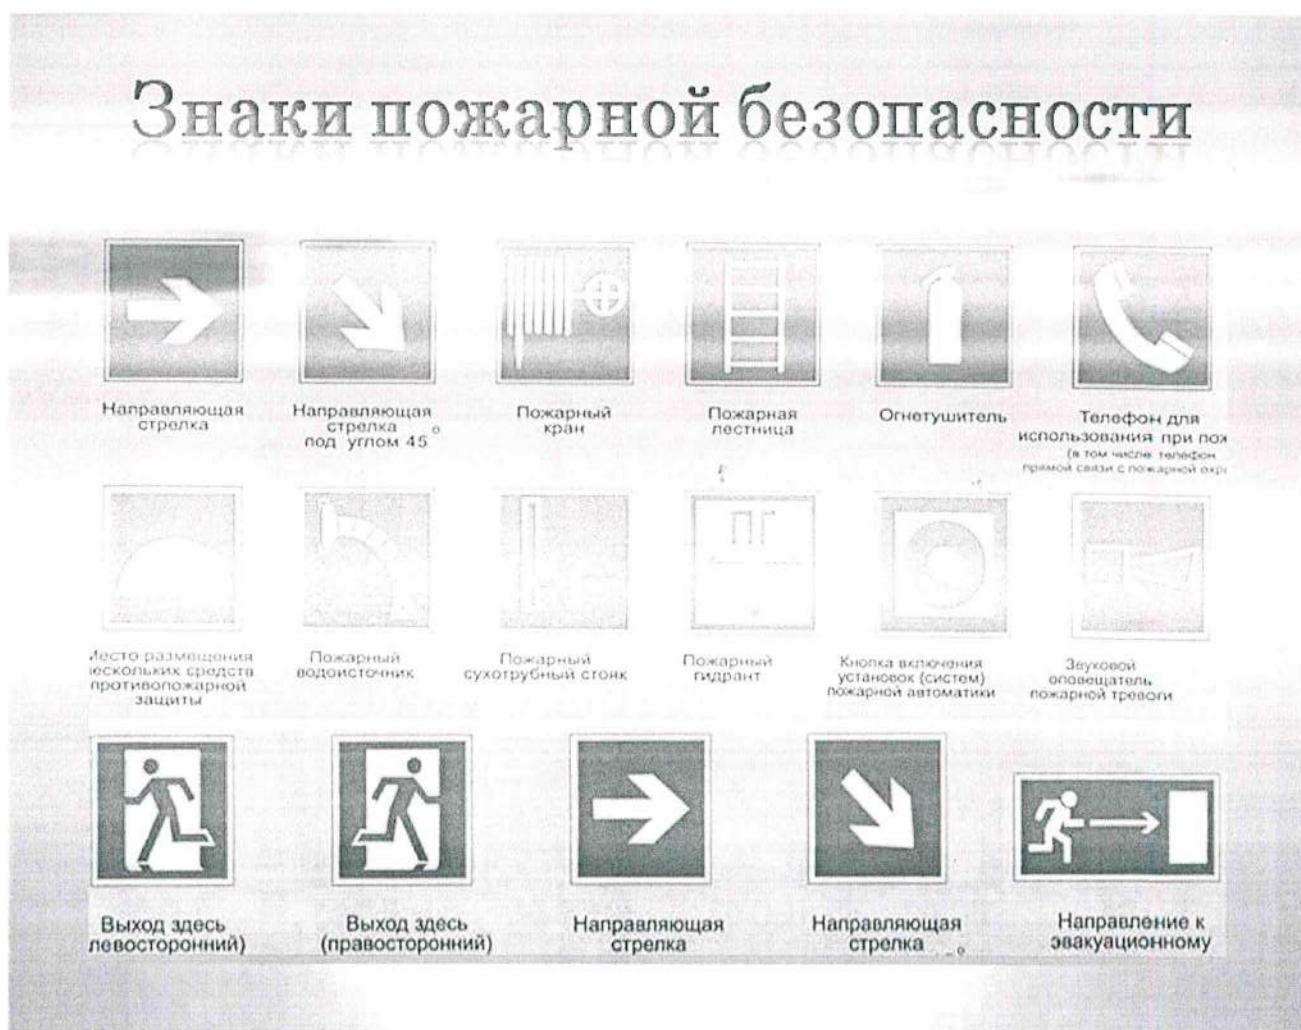 Знаки пожарной безопасности
Направляющая
стрелка
Направляющая
стрелка
под углом 45°
Пожарный
кран
Пожарная
лестница
Огнетушитель
Телефон для
использования при пож
(в том числе телефон
прямой связи с пожарной охр
Место размещения
нескольких средств
противопожарной
защиты
Пожарный
водоисточник
Пожарный
сухотрубный стояк
ПГ
Пожарный
гидрант
Кнопка включения
установок (систем)
пожарной автоматики
Звуковой
оповещатель
пожарной тревоги
Выход здесь
левосторонний)
Выход здесь
(правосторонний)
Направляющая
стрелка
Направляющая
стрелка
Направление к
эвакуационному